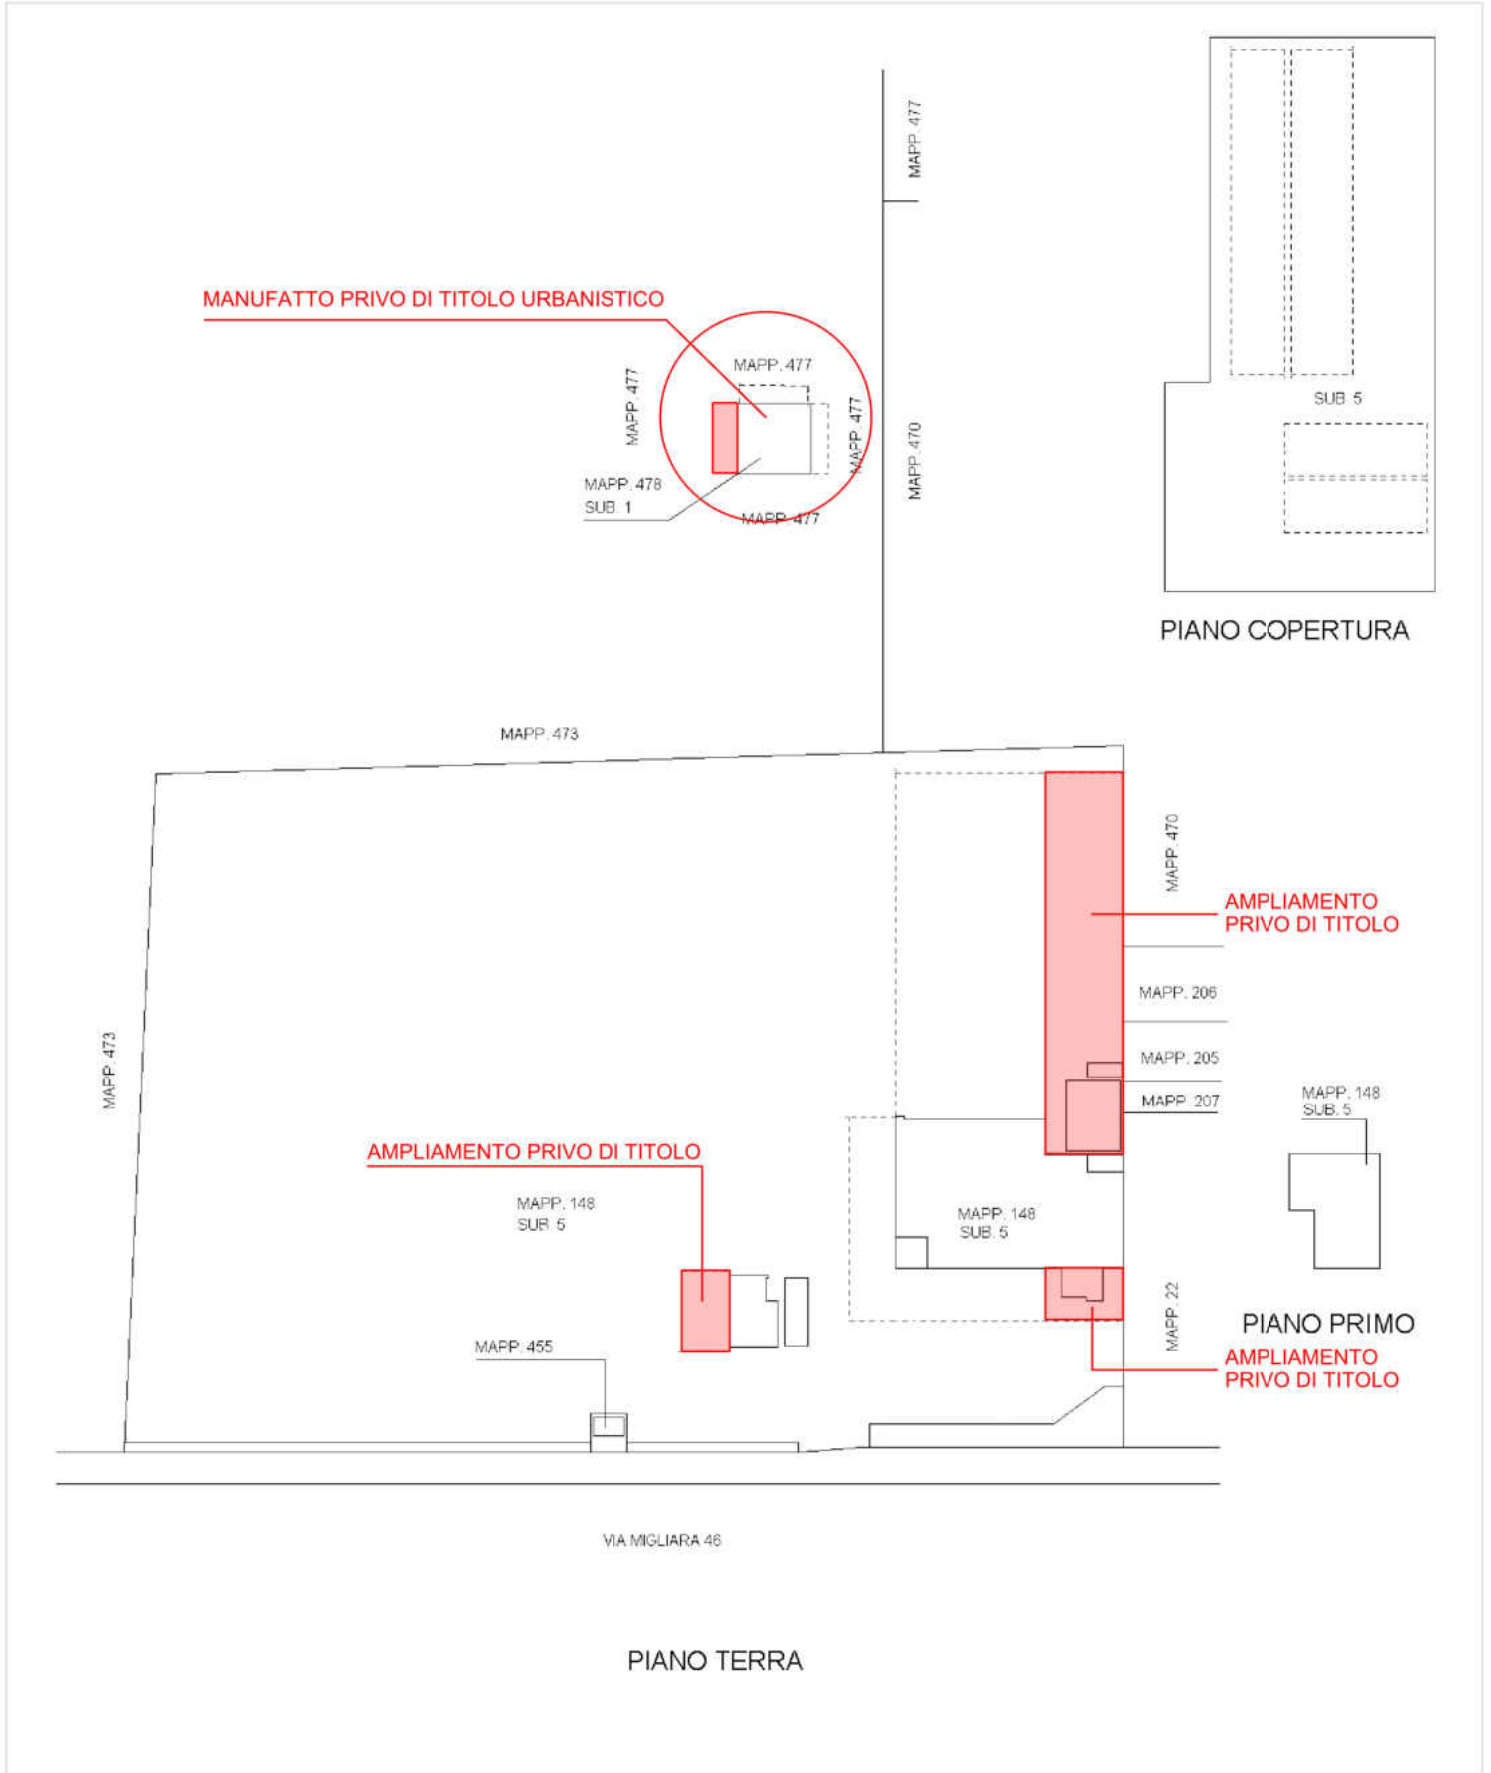 MAPP. 477
MANUFATTO PRIVO DI TITOLO URBANISTICO
MAPP. 477
MAPP. 477
MAPP. 477
MAPP. 470
MAPP. 478
SUB. 1
MAPP. 477
SUB 5
PIANO COPERTURA
MAPP. 473
MAPP. 470
AMPLIAMENTO
PRIVO DI TITOLO
MAPP. 206
MAPP. 473
MAPP. 205
MAPP. 207
MAPP. 148
SUB. 5
AMPLIAMENTO PRIVO DI TITOLO
MAPP. 148
SUB 5
MAPP. 148
SUB. 5
MAPP. 22
PIANO PRIMO
MAPP. 455
AMPLIAMENTO
PRIVO DI TITOLO
VIA MIGLIARA 46
PIANO TERRA